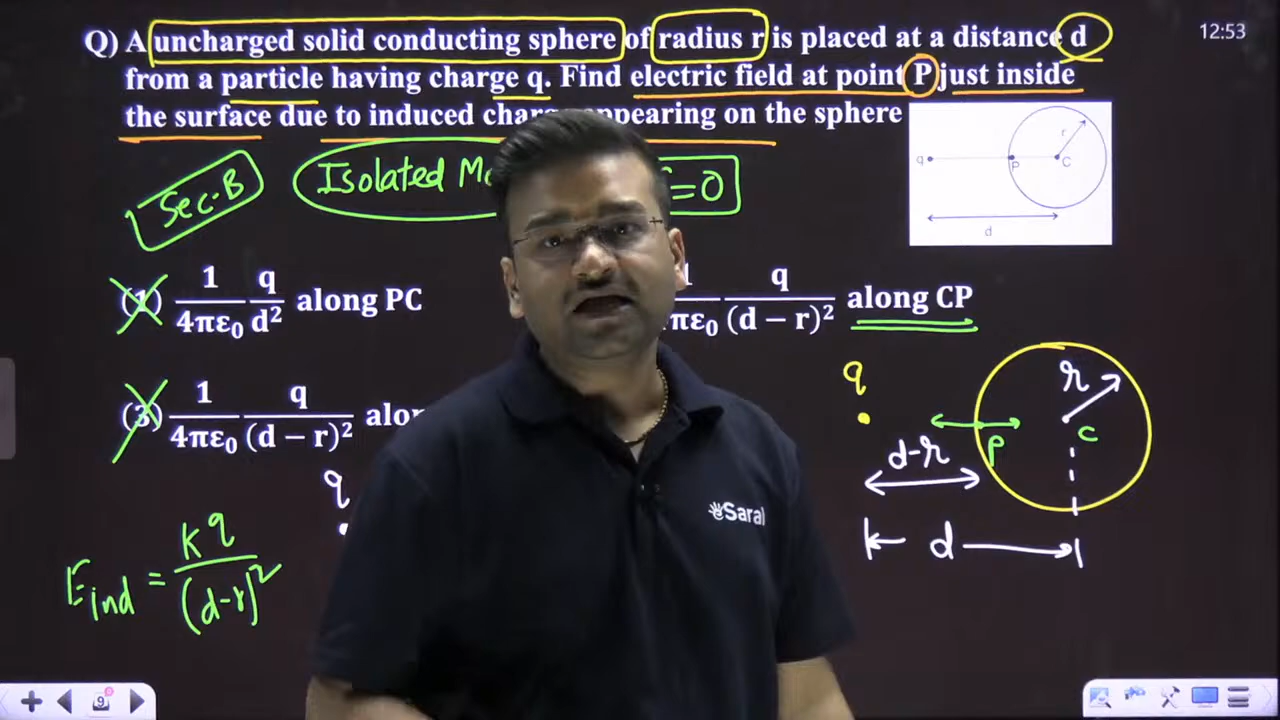 12:53
Q) A uncharged solid conducting sphere of radius r is placed at a distance d
from a particle having charge q. Find electric field at point P just inside
the surface due to induced appearing on the sphere
q P C r
d
Sec-B
Isolated =0
(1) 1/4πε₀ q/d² along PC
q/(d − r)² along CP
(3) 1/4πε₀ q/(d − r)²
q
E_ind = kq/(d-r)²
q r
P C
d-r
d
eSaral
9